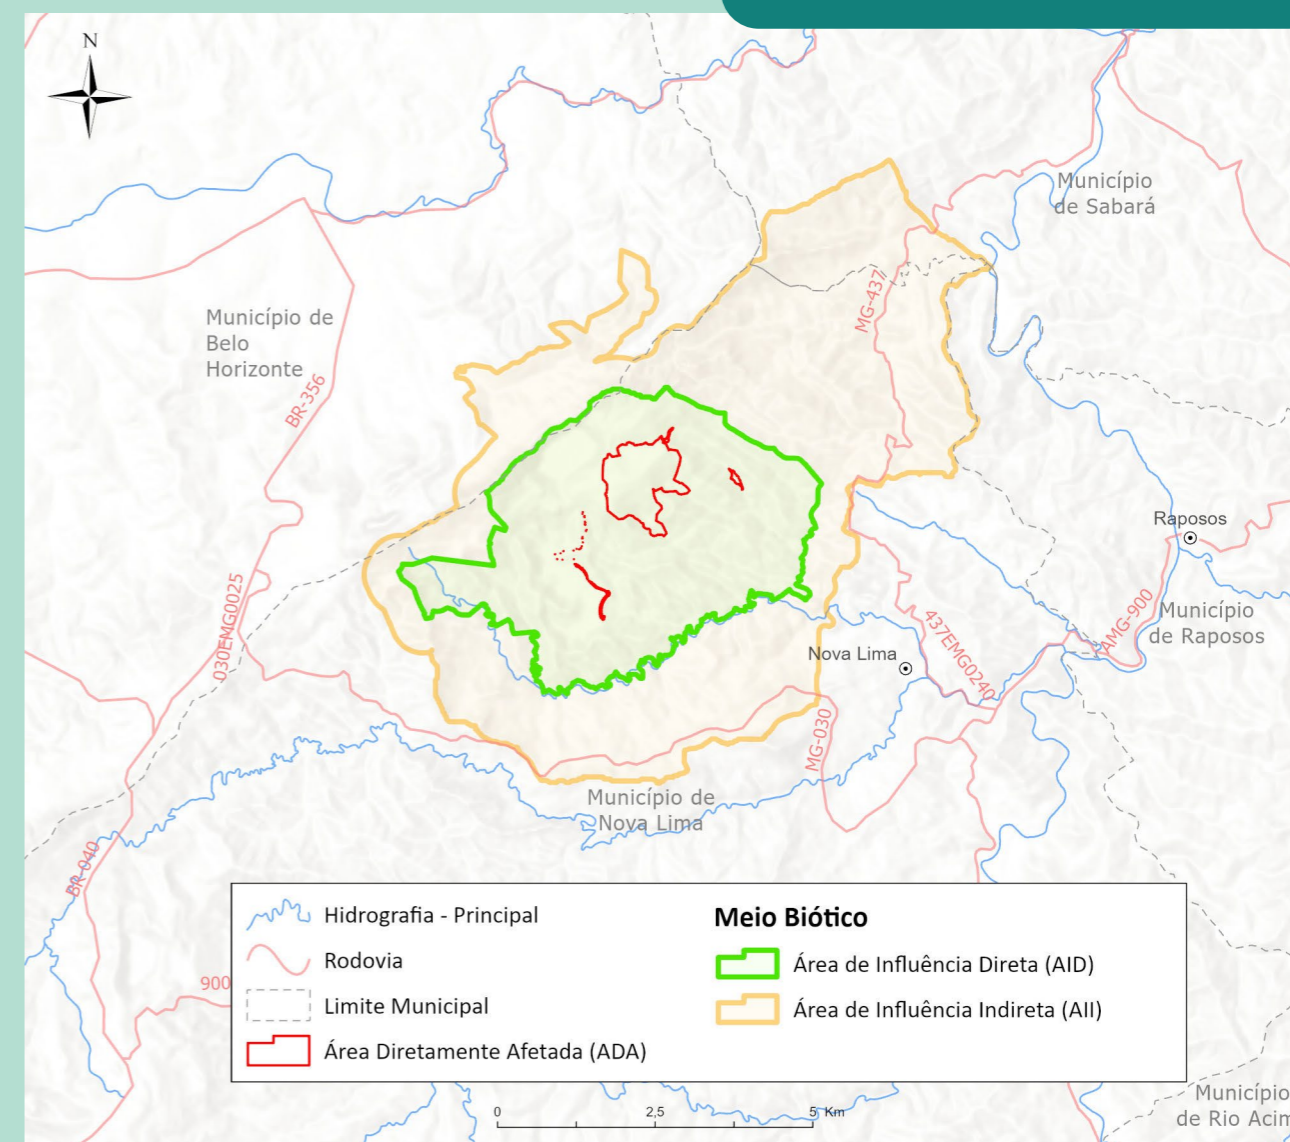 N
Município
de Sabará
MG-437
Município de
Belo
Horizonte
BR-356
Raposos
030EMG0025
AMG-900
Município
de Raposos
437EMG0240
Nova Lima
MG-030
Município de
Nova Lima
BR-040
900
Hidrografia - Principal
Rodovia
Limite Municipal
Área Diretamente Afetada (ADA)
Meio Biótico
Área de Influência Direta (AID)
Área de Influência Indireta (AII)
Município
de Rio Acim
0 2,5 5 Km